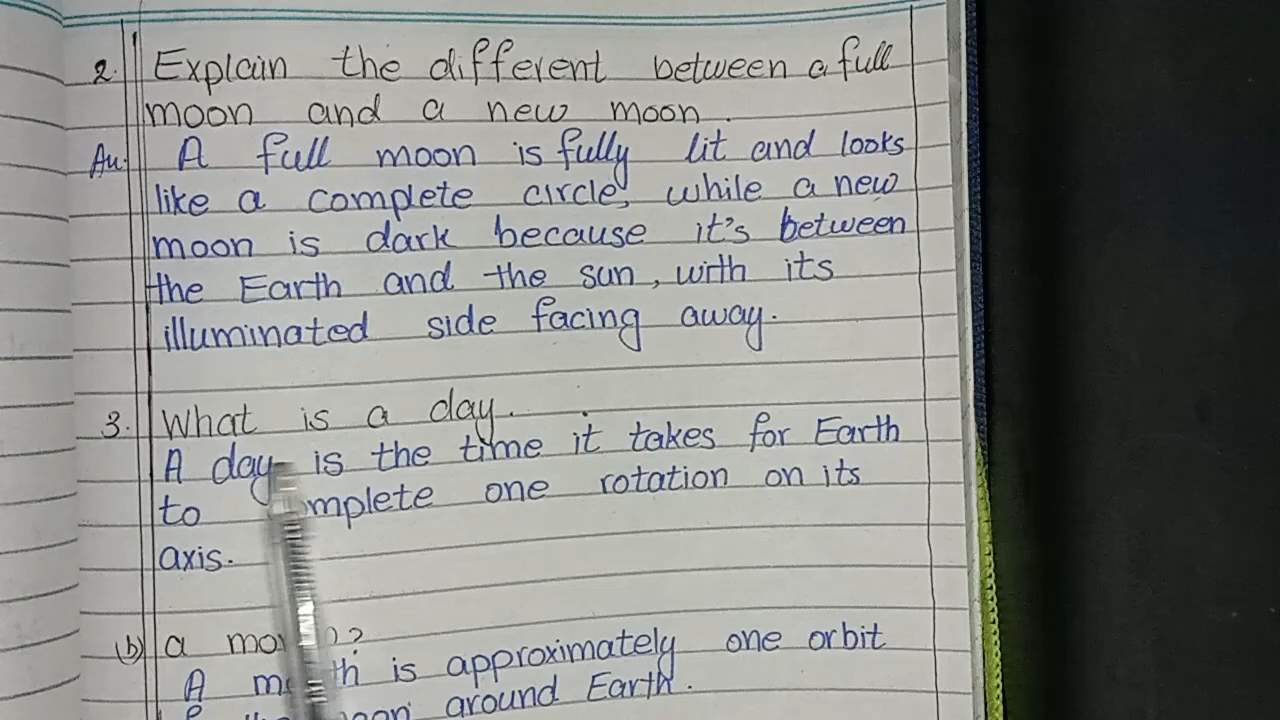 2. Explain the different between a full
moon and a new moon.
An. A full moon is fully lit and looks
like a complete circle, while a new
moon is dark because it's between
the Earth and the sun, with its
illuminated side facing away.
3. What is a day.
A day is the time it takes for Earth
to mplete one rotation on its
axis.
(b) a mo ?
A m th is approximately one orbit
around Earth.